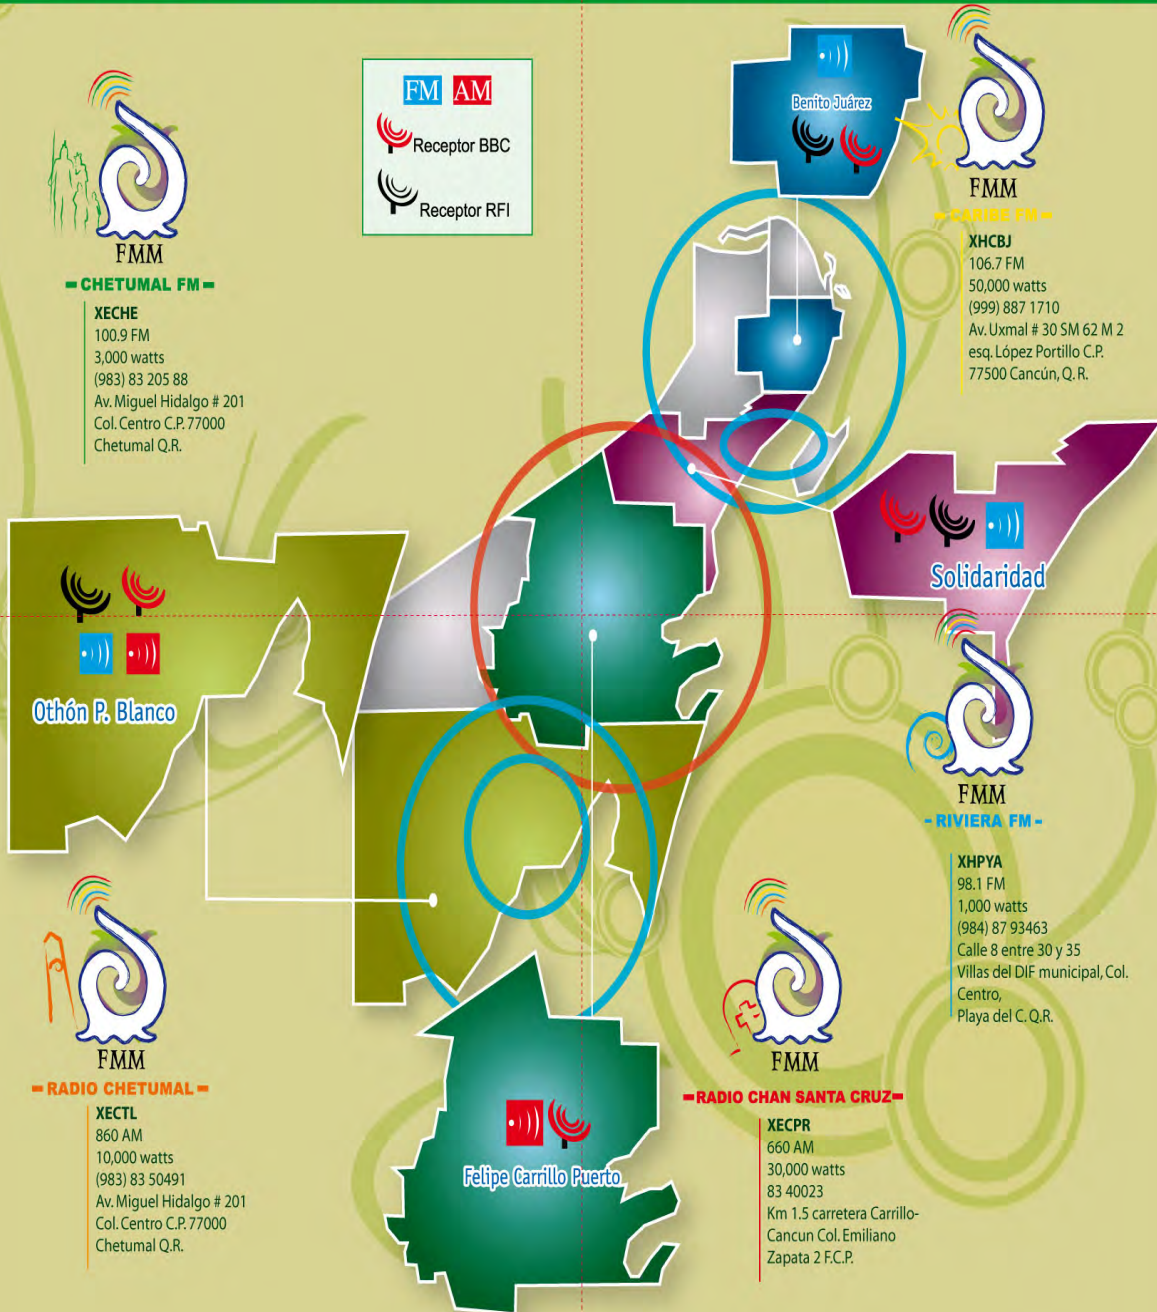 FM AM
Receptor BBC
Receptor RFI
FMM
- CHETUMAL FM -
XECHE
100.9 FM
3,000 watts
(983) 83 205 88
Av. Miguel Hidalgo # 201
Col. Centro C.P. 77000
Chetumal Q.R.
Benito Juárez
FMM
- CARIBE FM -
XHCBJ
106.7 FM
50,000 watts
(999) 887 1710
Av. Uxmal # 30 SM 62 M 2
esq. López Portillo C.P.
77500 Cancún, Q. R.
Othón P. Blanco
Solidaridad
FMM
- RIVIERA FM -
XHPYA
98.1 FM
1,000 watts
(984) 87 93463
Calle 8 entre 30 y 35
Villas del DIF municipal, Col.
Centro,
Playa del C. Q.R.
FMM
- RADIO CHETUMAL -
XECTL
860 AM
10,000 watts
(983) 83 50491
Av. Miguel Hidalgo # 201
Col. Centro C.P. 77000
Chetumal Q.R.
Felipe Carrillo Puerto
FMM
-RADIO CHAN SANTA CRUZ-
XECPR
660 AM
30,000 watts
83 40023
Km 1.5 carretera Carrillo-
Cancun Col. Emiliano
Zapata 2 F.C.P.